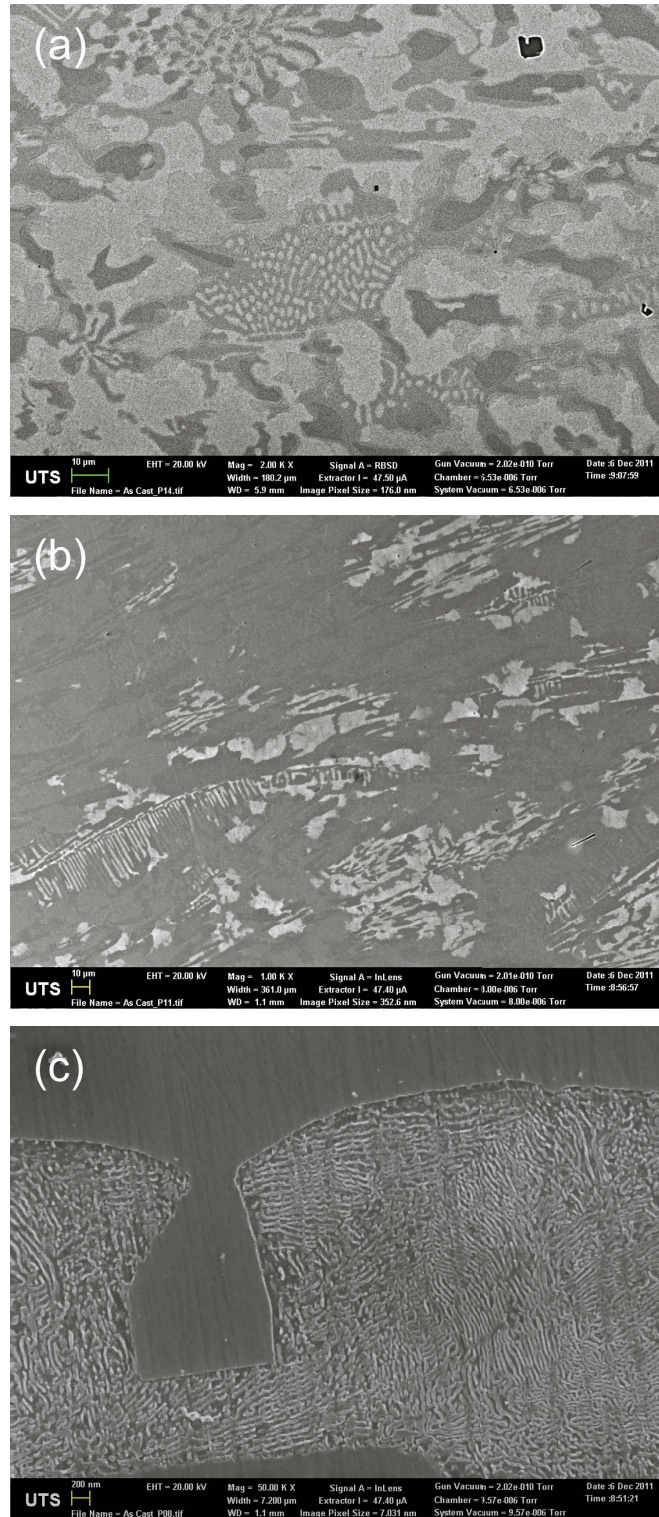 (a)
10 µm EHT = 20.00 kV Mag = 2.00 K X Signal A = RBSD Gun Vacuum = 2.02e-010 Torr Date :6 Dec 2011
UTS Width = 180.2 µm Extractor I = 47.50 µA Chamber = 6.53e-006 Torr Time :9:07:59
File Name = As Cast_P14.tif WD = 5.9 mm Image Pixel Size = 176.0 nm System Vacuum = 6.53e-006 Torr
(b)
10 µm EHT = 20.00 kV Mag = 1.00 K X Signal A = InLens Gun Vacuum = 2.01e-010 Torr Date :6 Dec 2011
UTS Width = 361.0 µm Extractor I = 47.40 µA Chamber = 8.00e-006 Torr Time :8:56:57
File Name = As Cast_P11.tif WD = 1.1 mm Image Pixel Size = 352.6 nm System Vacuum = 8.00e-006 Torr
(c)
200 nm EHT = 20.00 kV Mag = 50.00 K X Signal A = InLens Gun Vacuum = 2.02e-010 Torr Date :6 Dec 2011
UTS Width = 7.200 µm Extractor I = 47.40 µA Chamber = 9.57e-006 Torr Time :8:51:21
File Name = As Cast_P08.tif WD = 1.1 mm Image Pixel Size = 7.031 nm System Vacuum = 9.57e-006 Torr